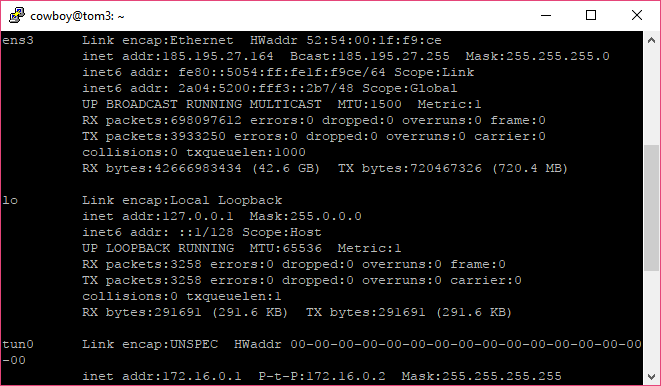 cowboy@tom3: ~
ens3 Link encap:Ethernet HWaddr 52:54:00:1f:f9:ce
inet addr:185.195.27.164 Bcast:185.195.27.255 Mask:255.255.255.0
inet6 addr: fe80::5054:ff:fe1f:f9ce/64 Scope:Link
inet6 addr: 2a04:5200:fff3::2b7/48 Scope:Global
UP BROADCAST RUNNING MULTICAST MTU:1500 Metric:1
RX packets:698097612 errors:0 dropped:0 overruns:0 frame:0
TX packets:3933250 errors:0 dropped:0 overruns:0 carrier:0
collisions:0 txqueuelen:1000
RX bytes:42666983434 (42.6 GB) TX bytes:720467326 (720.4 MB)
lo Link encap:Local Loopback
inet addr:127.0.0.1 Mask:255.0.0.0
inet6 addr: ::1/128 Scope:Host
UP LOOPBACK RUNNING MTU:65536 Metric:1
RX packets:3258 errors:0 dropped:0 overruns:0 frame:0
TX packets:3258 errors:0 dropped:0 overruns:0 carrier:0
collisions:0 txqueuelen:1
RX bytes:291691 (291.6 KB) TX bytes:291691 (291.6 KB)
tun0 Link encap:UNSPEC HWaddr 00-00-00-00-00-00-00-00-00-00-00-00-00-00-00
-00
inet addr:172.16.0.1 P-t-P:172.16.0.2 Mask:255.255.255.255